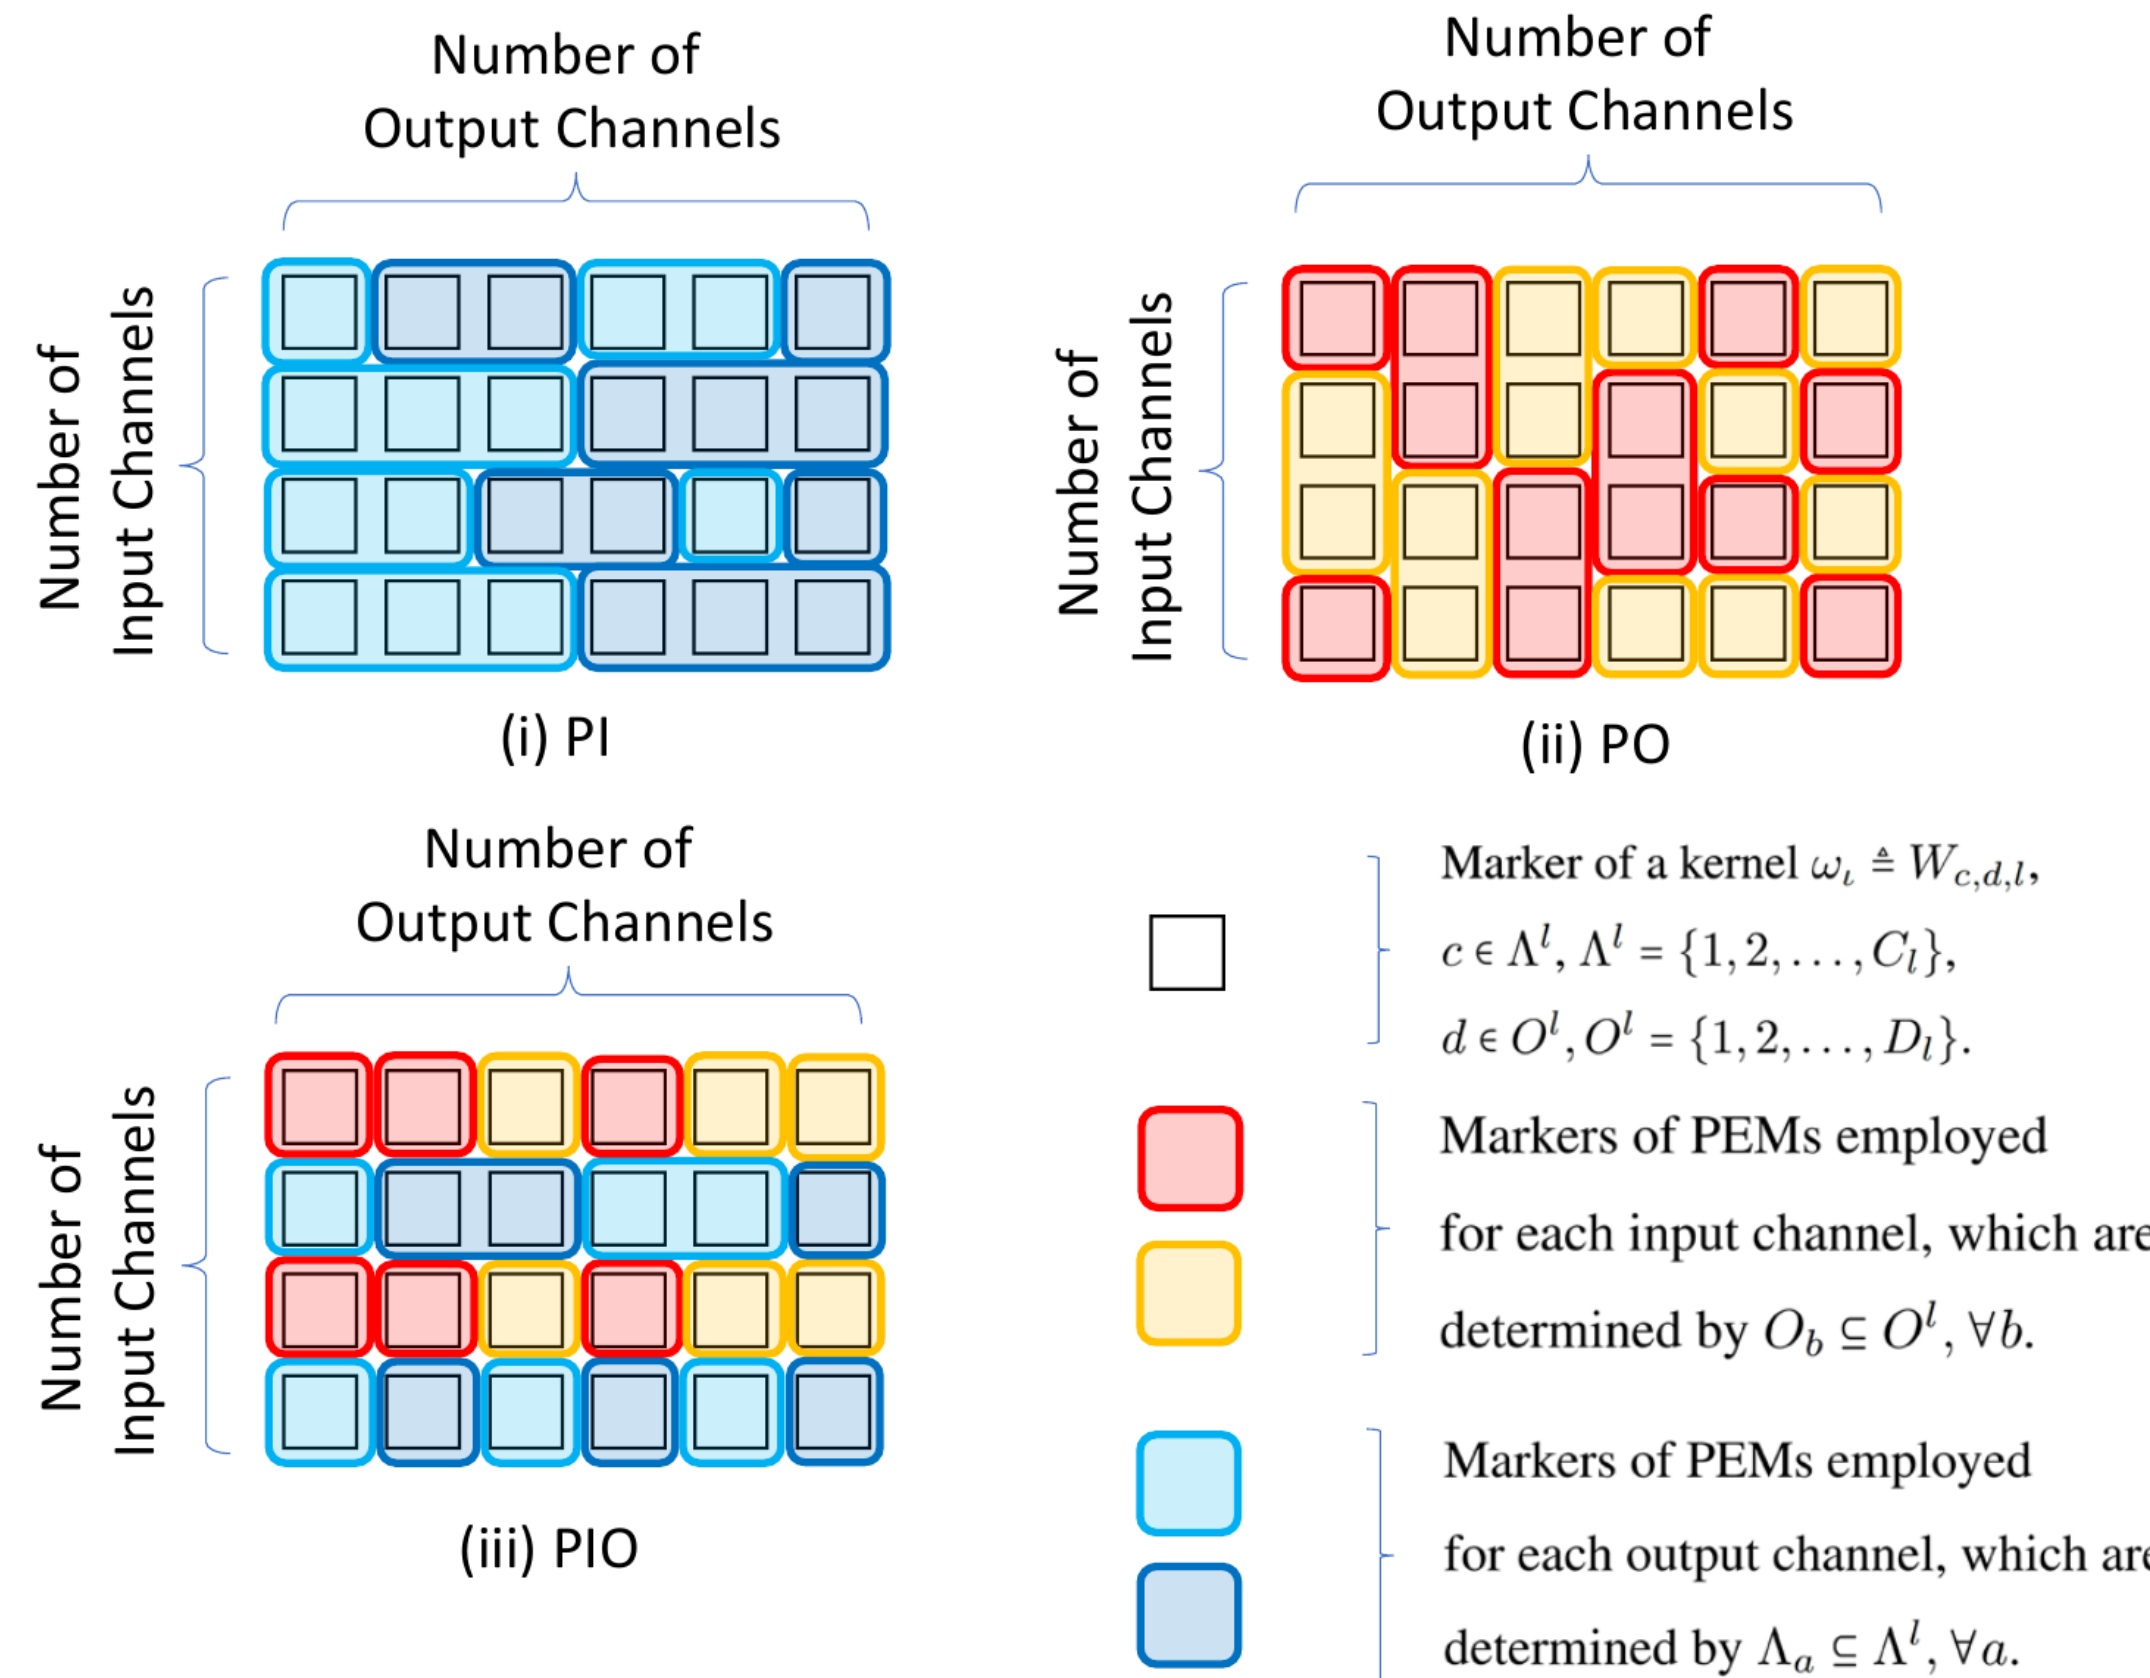 Number of
Output Channels
Number of
Input Channels
(i) PI
Number of
Output Channels
Number of
Input Channels
(ii) PO
Number of
Output Channels
Number of
Input Channels
(iii) PIO
Marker of a kernel ω_ι ≜ W_{c,d,l},
c ∈ Λ^l, Λ^l = {1, 2, . . . , C_l},
d ∈ O^l, O^l = {1, 2, . . . , D_l}.
Markers of PEMs employed
for each input channel, which are
determined by O_b ⊆ O^l, ∀b.
Markers of PEMs employed
for each output channel, which are
determined by Λ_a ⊆ Λ^l, ∀a.